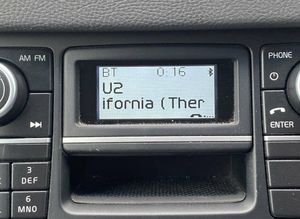 AM FM
PHONE
BT 0:16
U2
ifornia (Ther
ENTER
3
DEF
6
MNO